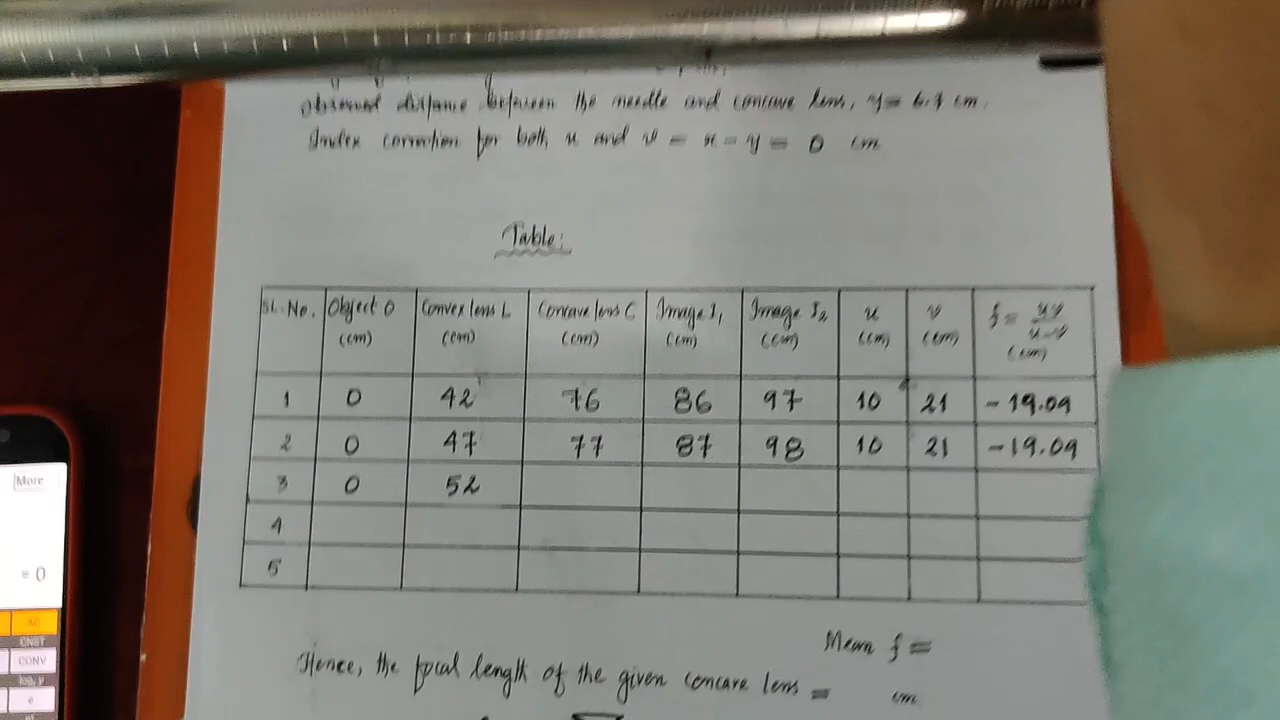 observed distance between the needle and concave lens, y = 6.7 cm.
Index correction for both u and v = x - y = 0 cm
Table:
SL. No. Object O (cm) Convex lens L (cm) Concave lens C (cm) Image I₁ (cm) Image I₂ (cm) u (cm) v (cm) f = uv/u-v (cm)
1 0 42 76 86 97 10 21 - 19.09
2 0 47 77 87 98 10 21 - 19.09
3 0 52
4
5
Mean f =
Hence, the focal length of the given concave lens = cm
More
= 0
AC
CNST
CONV
e